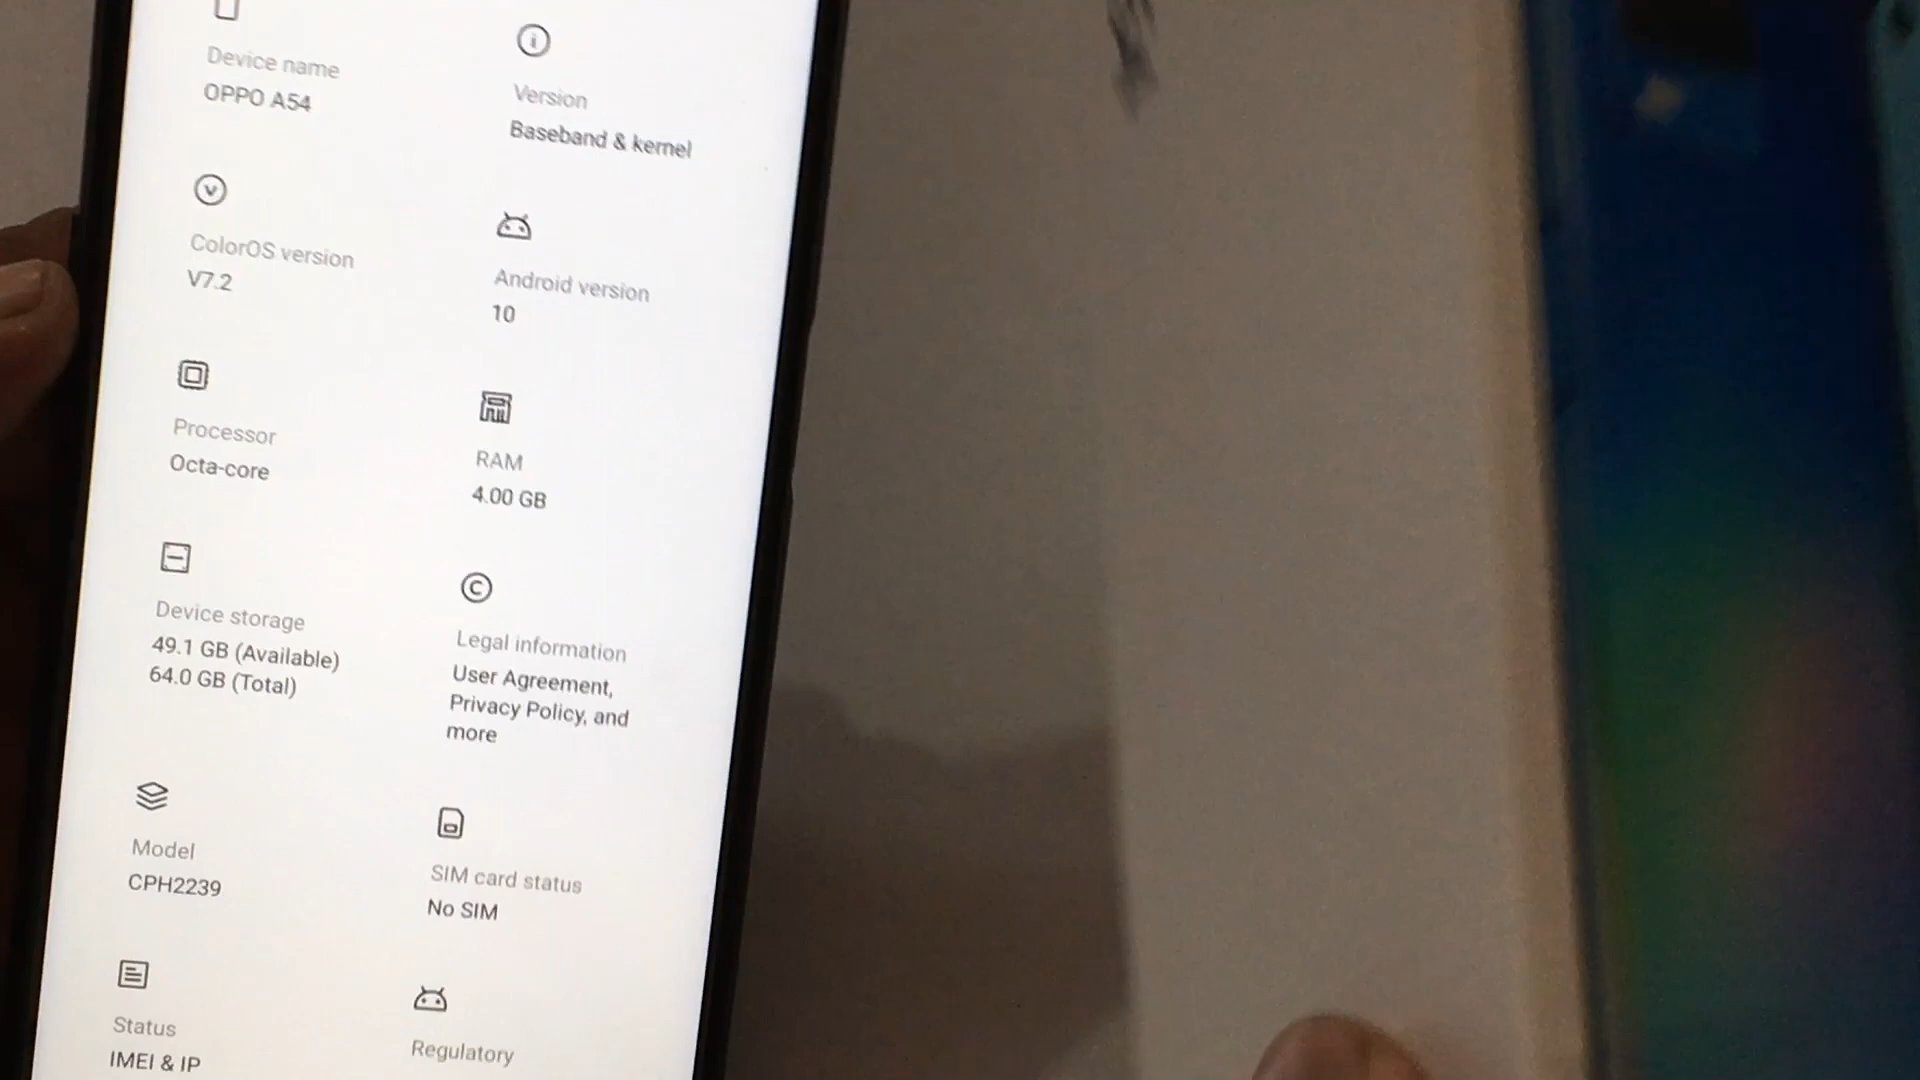 Device name
OPPO A54
Version
Baseband & kernel
ColorOS version
V7.2
Android version
10
Processor
Octa-core
RAM
4.00 GB
Device storage
49.1 GB (Available)
64.0 GB (Total)
Legal information
User Agreement,
Privacy Policy, and
more
Model
CPH2239
SIM card status
No SIM
Status
IMEI & IP
Regulatory